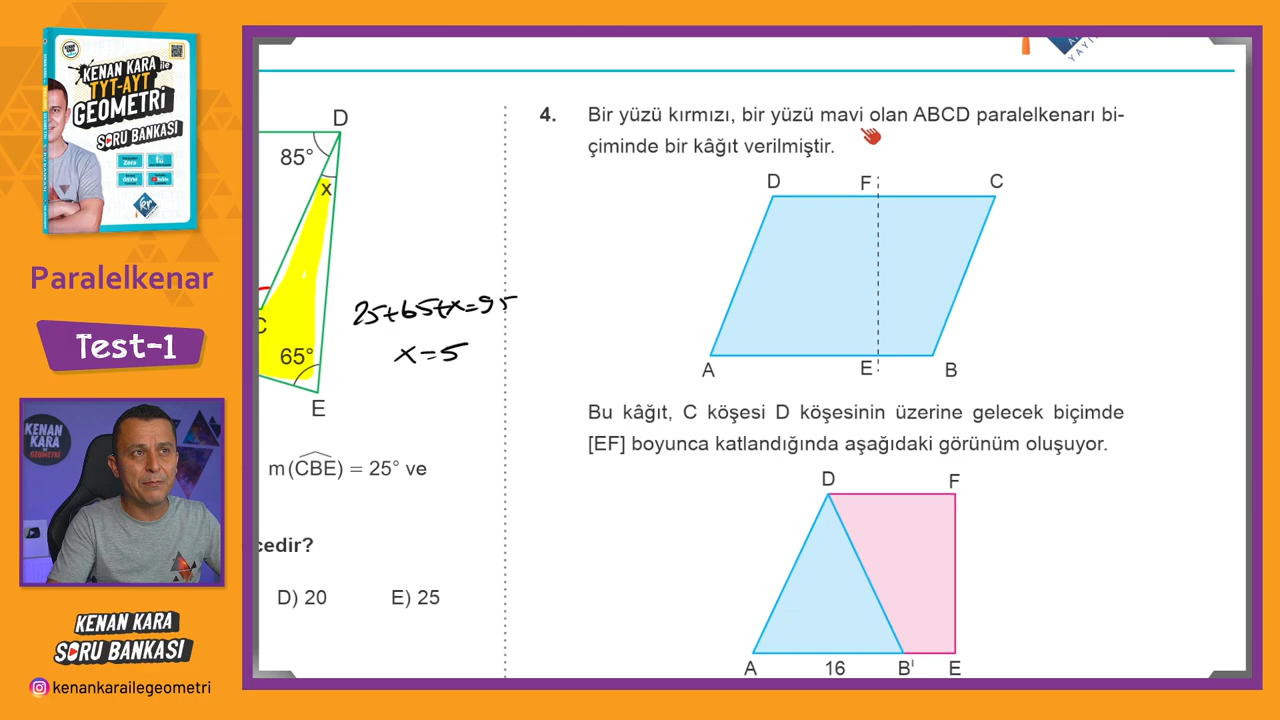 KENAN KARA ile
TYT-AYT
GEOMETRİ
SORU BANKASI
Paralelkenar
Test-1
KENAN KARA
İLE
GEOMETRİ
KENAN KARA
SORU BANKASI
kenankarailegeometri
D
85°
x
C
65°
E
25+65+x=95
x=5
m(CBE) = 25° ve
cedir?
D) 20 E) 25
YAYI
4. Bir yüzü kırmızı, bir yüzü mavi olan ABCD paralelkenarı bi-
çiminde bir kâğıt verilmiştir.
D F C
A E B
Bu kâğıt, C köşesi D köşesinin üzerine gelecek biçimde
[EF] boyunca katlandığında aşağıdaki görünüm oluşuyor.
D F
A 16 B' E